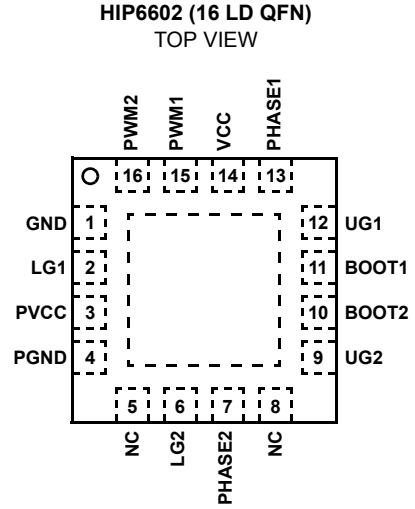 HIP6602 (16 LD QFN)
TOP VIEW
PWM2
PWM1
VCC
PHASE1
16 15 14 13
GND 1
12 UG1
LG1 2
11 BOOT1
PVCC 3
10 BOOT2
PGND 4
9 UG2
5 6 7 8
NC
LG2
PHASE2
NC